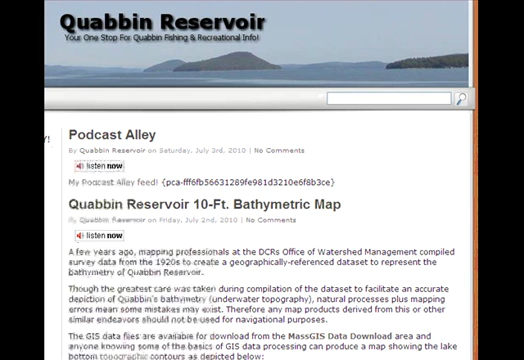 Quabbin Reservoir
Your One Stop For Quabbin Fishing & Recreational Info!
Y!
Podcast Alley
By Quabbin Reservoir on Saturday, July 3rd, 2010 | No Comments
listen now
My Podcast Alley feed! {pca-fff6fb56631289fe981d3210e6f8b3ce}
Quabbin Reservoir 10-Ft. Bathymetric Map
By Quabbin Reservoir on Friday, July 2nd, 2010 | No Comments
listen now
A few years ago, mapping professionals at the DCRs Office of Watershed Management compiled
survey data from the 1920s to create a geographically-referenced dataset to represent the
bathymetry of Quabbin Reservoir.
Though the greatest care was taken during compilation of the dataset to facilitate an accurate
depiction of Quabbin's bathymetry (underwater topography), natural processes plus mapping
errors mean some mistakes may exist. Therefore any map products derived from this or other
similar endeavors should not be used for navigational purposes.
The GIS data files are available for download from the MassGIS Data Download area and
anyone knowing some of the basics of GIS data processing can produce a map showing the lake
bottom topographic contours as depicted below: